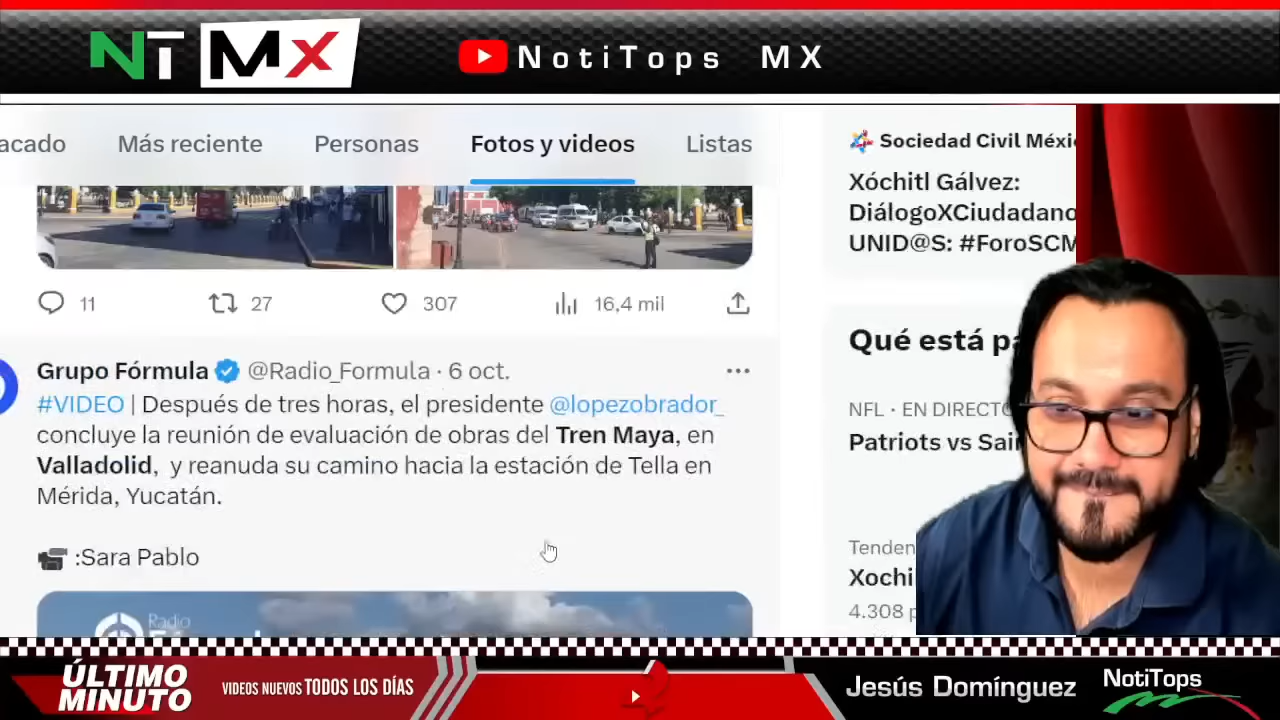 NT MX
NotiTops MX
acado Más reciente Personas Fotos y videos Listas
11 27 307 16,4 mil
Grupo Fórmula @Radio_Formula · 6 oct.
#VIDEO | Después de tres horas, el presidente @lopezobrador_
concluye la reunión de evaluación de obras del Tren Maya, en
Valladolid, y reanuda su camino hacia la estación de Tella en
Mérida, Yucatán.
:Sara Pablo
Radio
Sociedad Civil Méxi
Xóchitl Gálvez:
DiálogoXCiudadano
UNID@S: #ForoSCM
Qué está pa
NFL · EN DIRECTO
Patriots vs Sai
Tenden
Xochi
4.308 p
ÚLTIMO
MINUTO
VIDEOS NUEVOS TODOS LOS DÍAS
Jesús Domínguez
NotiTops